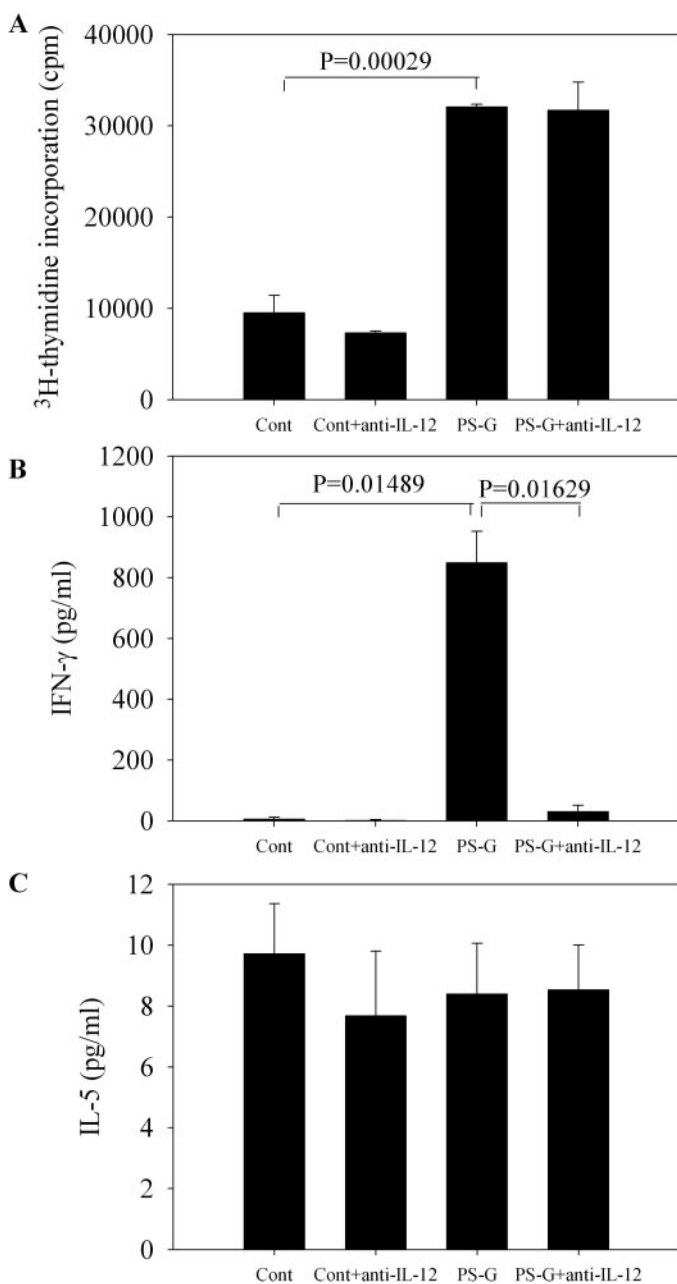 A
40000
P=0.00029
30000
20000
10000
0
³H-thymidine incorporation (cpm)
Cont Cont+anti-IL-12 PS-G PS-G+anti-IL-12
B
1200
P=0.01489 P=0.01629
1000
800
600
400
200
0
IFN-γ (pg/ml)
Cont Cont+anti-IL-12 PS-G PS-G+anti-IL-12
C
12
10
8
6
4
2
0
IL-5 (pg/ml)
Cont Cont+anti-IL-12 PS-G PS-G+anti-IL-12